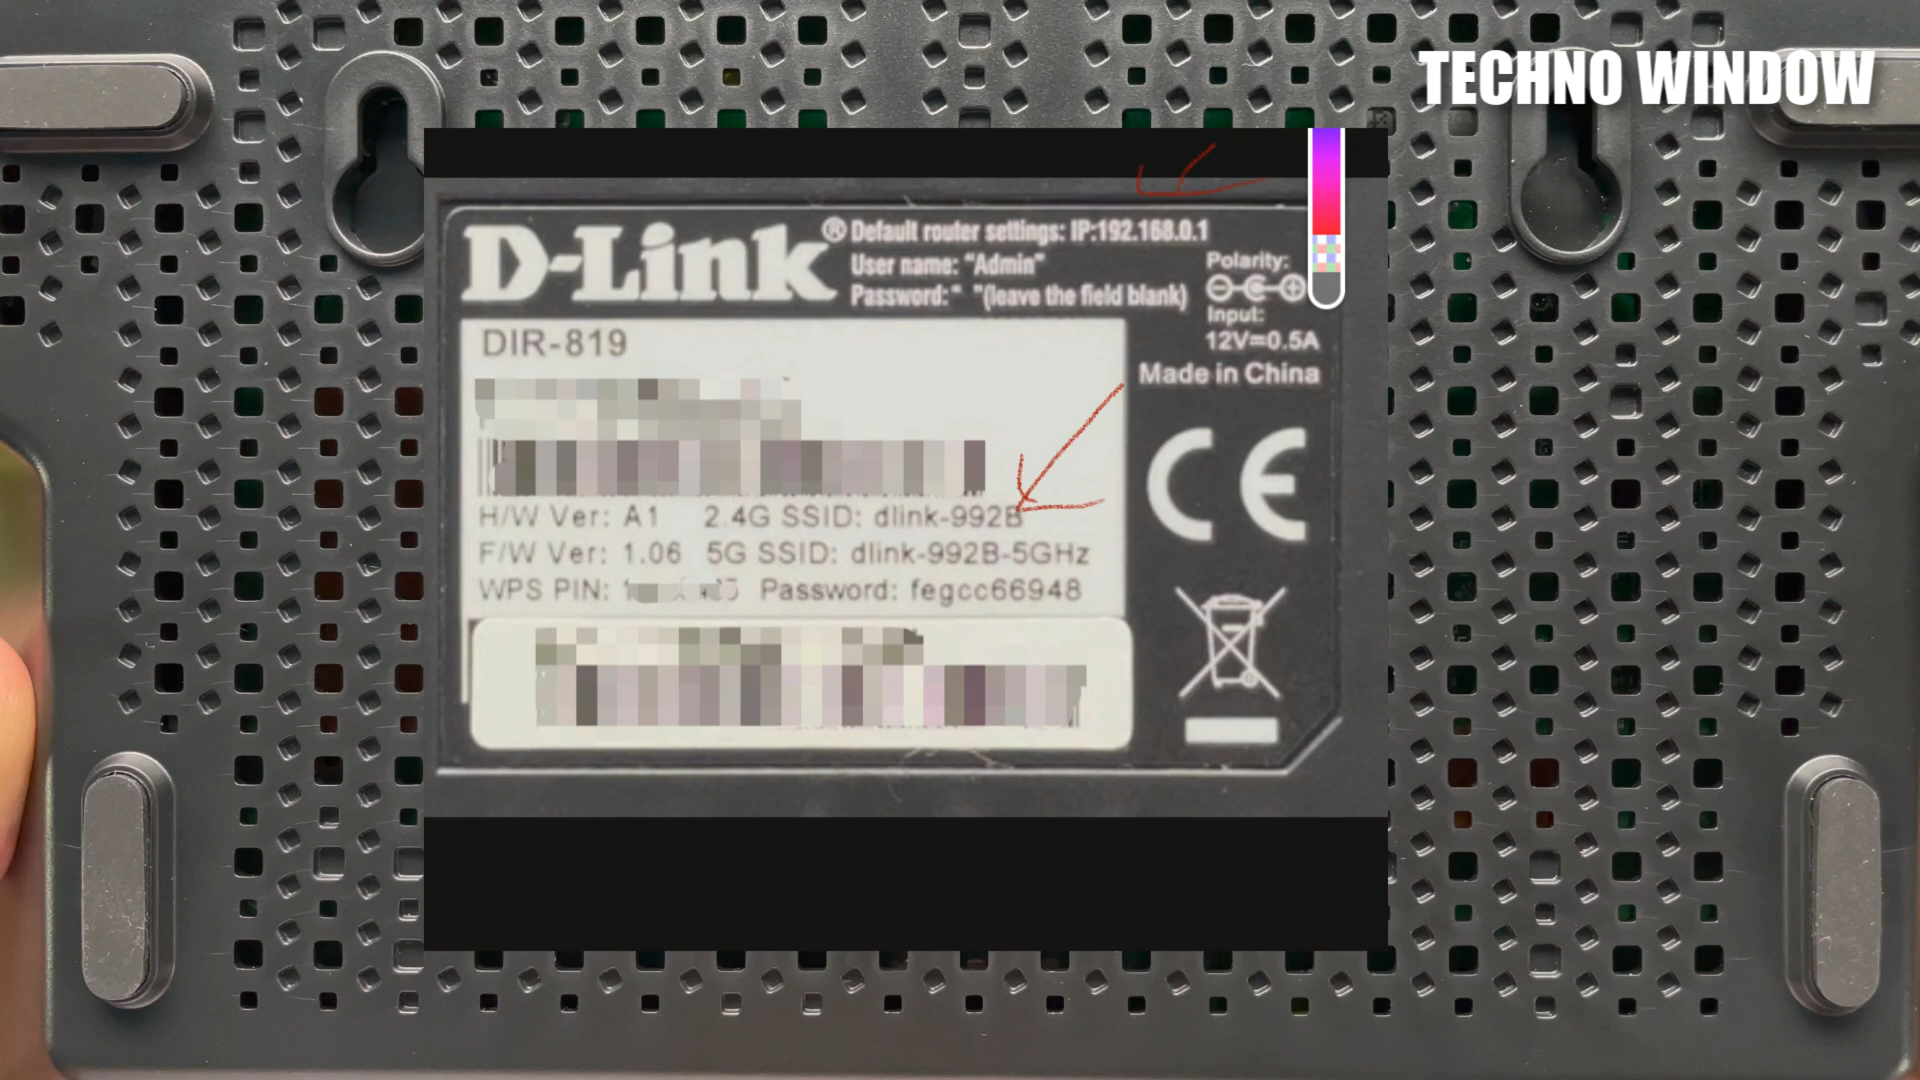 TECHNO WINDOW
D-Link®
Default router settings: IP:192.168.0.1
User name: “Admin”
Password:“ ”(leave the field blank)
Polarity:
Input:
12V=0.5A
Made in China
CE
DIR-819
H/W Ver: A1 2.4G SSID: dlink-992B
F/W Ver: 1.06 5G SSID: dlink-992B-5GHz
WPS PIN: Password: fegcc66948